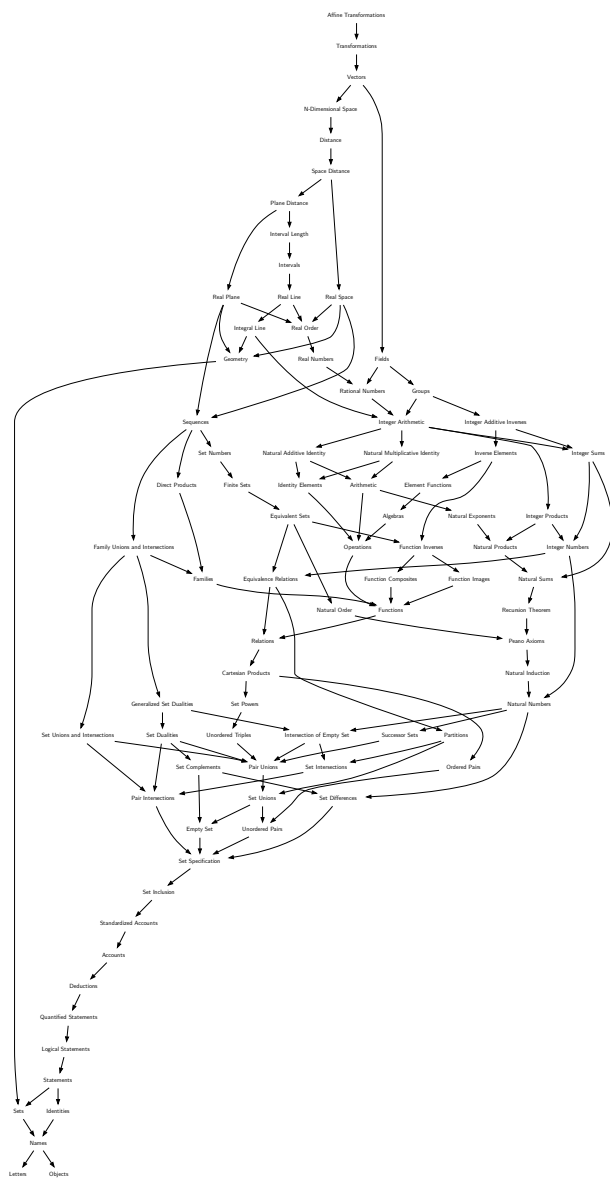 Affine Transformations
Transformations
Vectors
N-Dimensional Space
Distance
Space Distance
Plane Distance
Interval Length
Intervals
Real Plane
Real Line
Real Space
Integral Line
Real Order
Geometry
Real Numbers
Fields
Rational Numbers
Groups
Sequences
Integer Arithmetic
Integer Additive Inverses
Set Numbers
Natural Additive Identity
Natural Multiplicative Identity
Inverse Elements
Integer Sums
Direct Products
Finite Sets
Identity Elements
Arithmetic
Element Functions
Equivalent Sets
Algebras
Natural Exponents
Integer Products
Family Unions and Intersections
Operations
Function Inverses
Natural Products
Integer Numbers
Families
Equivalence Relations
Function Composites
Function Images
Natural Sums
Natural Order
Functions
Recursion Theorem
Relations
Peano Axioms
Cartesian Products
Natural Induction
Generalized Set Dualities
Set Powers
Natural Numbers
Set Unions and Intersections
Set Dualities
Unordered Triples
Intersection of Empty Set
Successor Sets
Partitions
Set Complements
Pair Unions
Set Intersections
Ordered Pairs
Pair Intersections
Set Unions
Set Differences
Empty Set
Unordered Pairs
Set Specification
Set Inclusion
Standardized Accounts
Accounts
Deductions
Quantified Statements
Logical Statements
Statements
Sets
Identities
Names
Letters
Objects